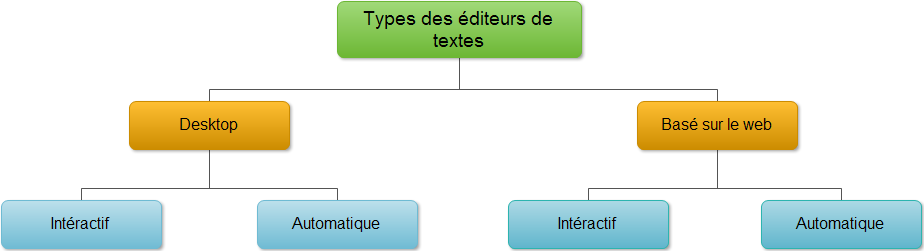 Types des éditeurs de
textes
Desktop
Basé sur le web
Intéractif
Automatique
Intéractif
Automatique